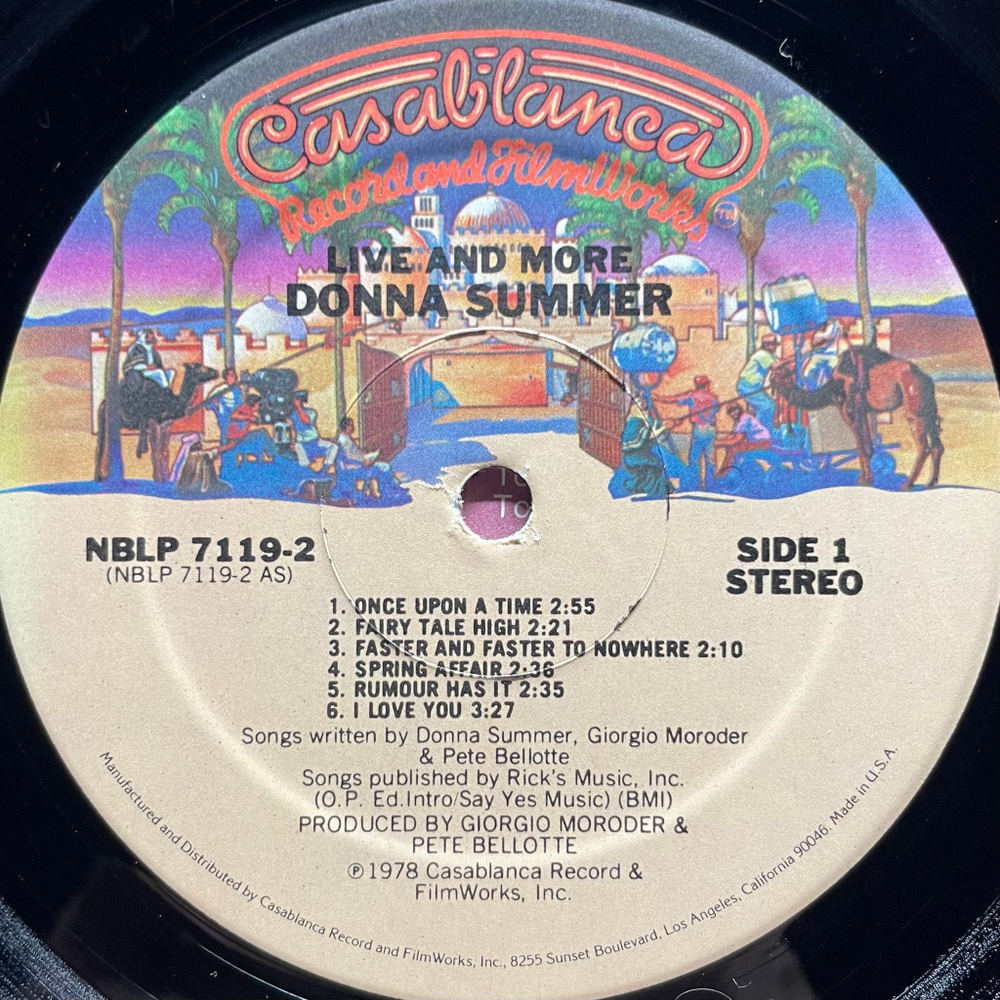 Casablanca
Record and FilmWorks TM
LIVE AND MORE
DONNA SUMMER
NBLP 7119-2
(NBLP 7119-2 AS)
SIDE 1
STEREO
1. ONCE UPON A TIME 2:55
2. FAIRY TALE HIGH 2:21
3. FASTER AND FASTER TO NOWHERE 2:10
4. SPRING AFFAIR 2:36
5. RUMOUR HAS IT 2:35
6. I LOVE YOU 3:27
Songs written by Donna Summer, Giorgio Moroder
& Pete Bellotte
Songs published by Rick's Music, Inc.
(O.P. Ed.Intro/Say Yes Music) (BMI)
PRODUCED BY GIORGIO MORODER &
PETE BELLOTTE
℗ 1978 Casablanca Record &
FilmWorks, Inc.
Manufactured and Distributed by Casablanca Record and FilmWorks, Inc., 8255 Sunset Boulevard, Los Angeles, California 90046. Made in U.S.A.